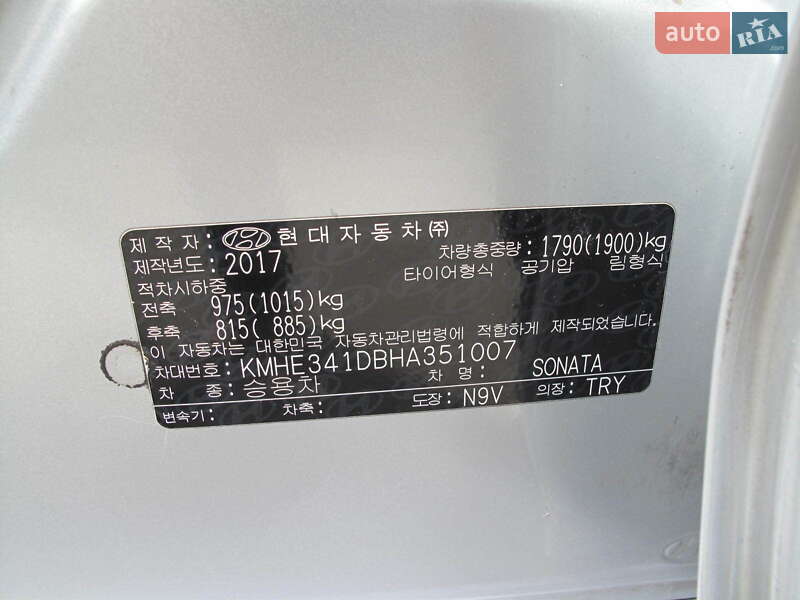 auto RIA .com
제 작 자 : 현대자동차㈜
제작년도 : 2017 차량총중량 : 1790(1900)kg
적차시하중 타이어형식 공기압 림형식
전축 975(1015)kg
후축 815( 885)kg
이 자동차는 대한민국 자동차관리법령에 적합하게 제작되었습니다.
차대번호 : KMHE341DBHA351007
차 종 : 승용차 차 명 : SONATA
변속기 : 차축 : 도장 : N9V 의장 : TRY